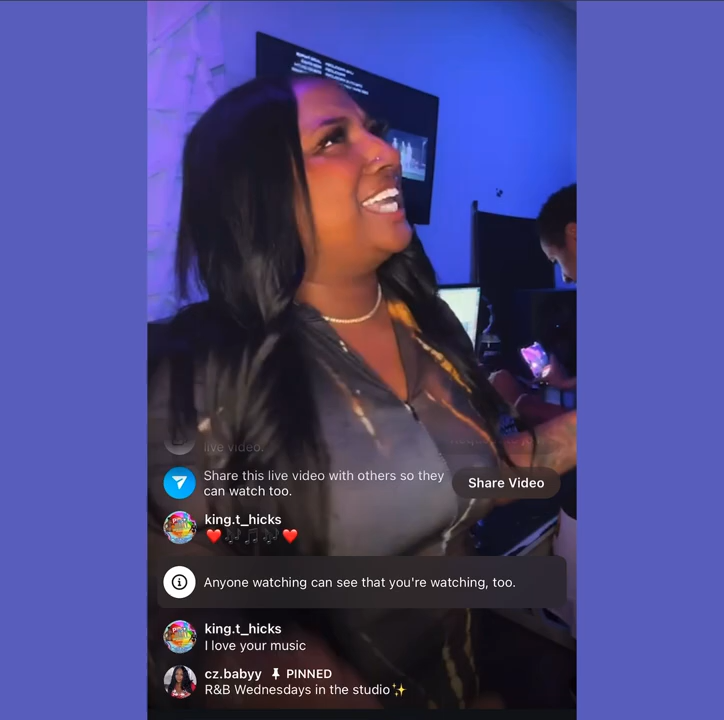 live video.
Share this live video with others so they
can watch too.
Share Video
king.t_hicks
❤️🎶🎵🎶❤️
Anyone watching can see that you're watching, too.
king.t_hicks
I love your music
cz.babyy PINNED
R&B Wednesdays in the studio✨